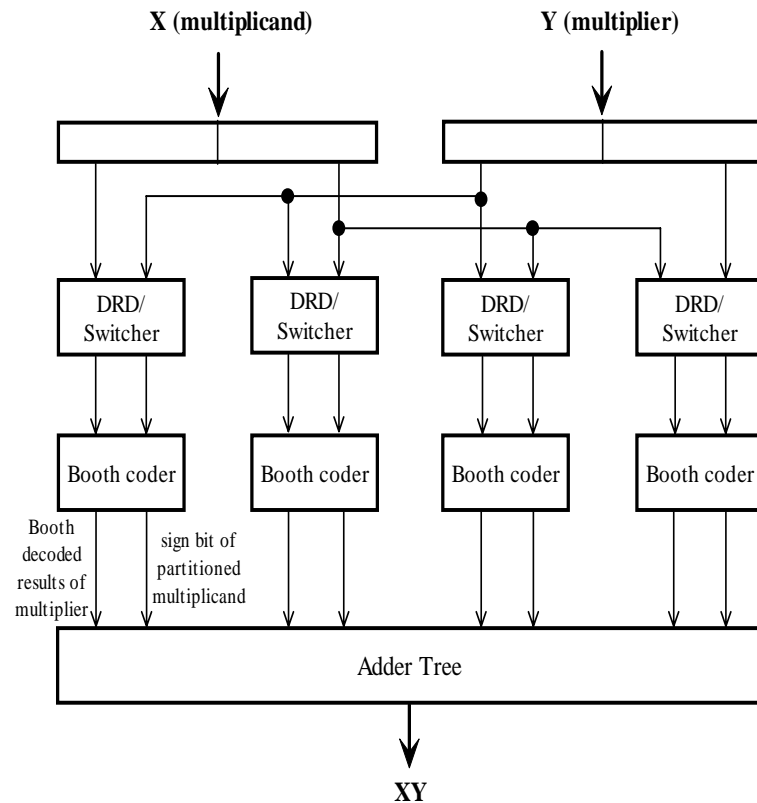 X (multiplicand)
Y (multiplier)
DRD/
Switcher
DRD/
Switcher
DRD/
Switcher
DRD/
Switcher
Booth coder
Booth coder
Booth coder
Booth coder
Booth
decoded
results of
multiplier
sign bit of
partitioned
multiplicand
Adder Tree
XY